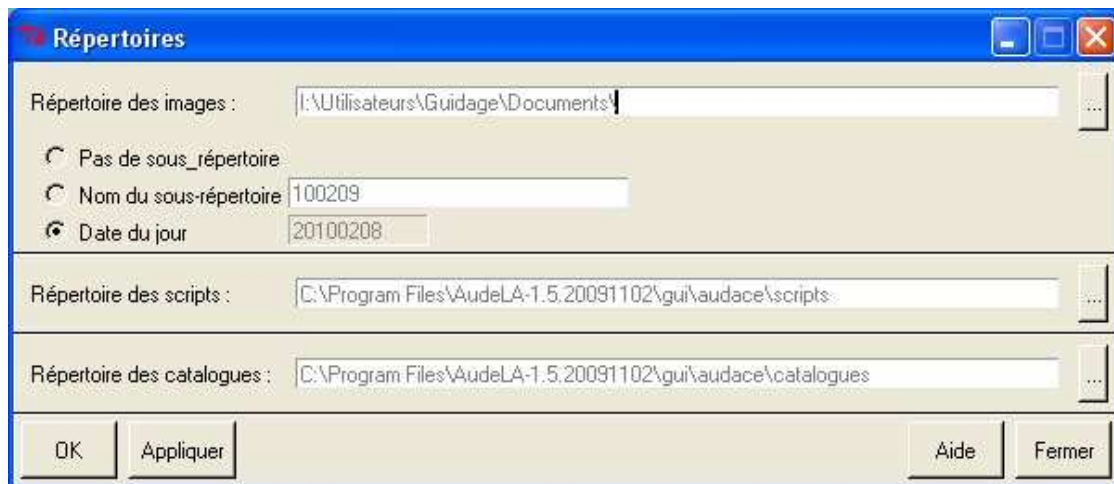 Répertoires
Répertoire des images : I:\Utilisateurs\Guidage\Documents\
...
Pas de sous_répertoire
Nom du sous-répertoire 100209
Date du jour 20100208
Répertoire des scripts : C:\Program Files\AudeLA-1.5.20091102\gui\audace\scripts
...
Répertoire des catalogues : C:\Program Files\AudeLA-1.5.20091102\gui\audace\catalogues
...
OK Appliquer Aide Fermer